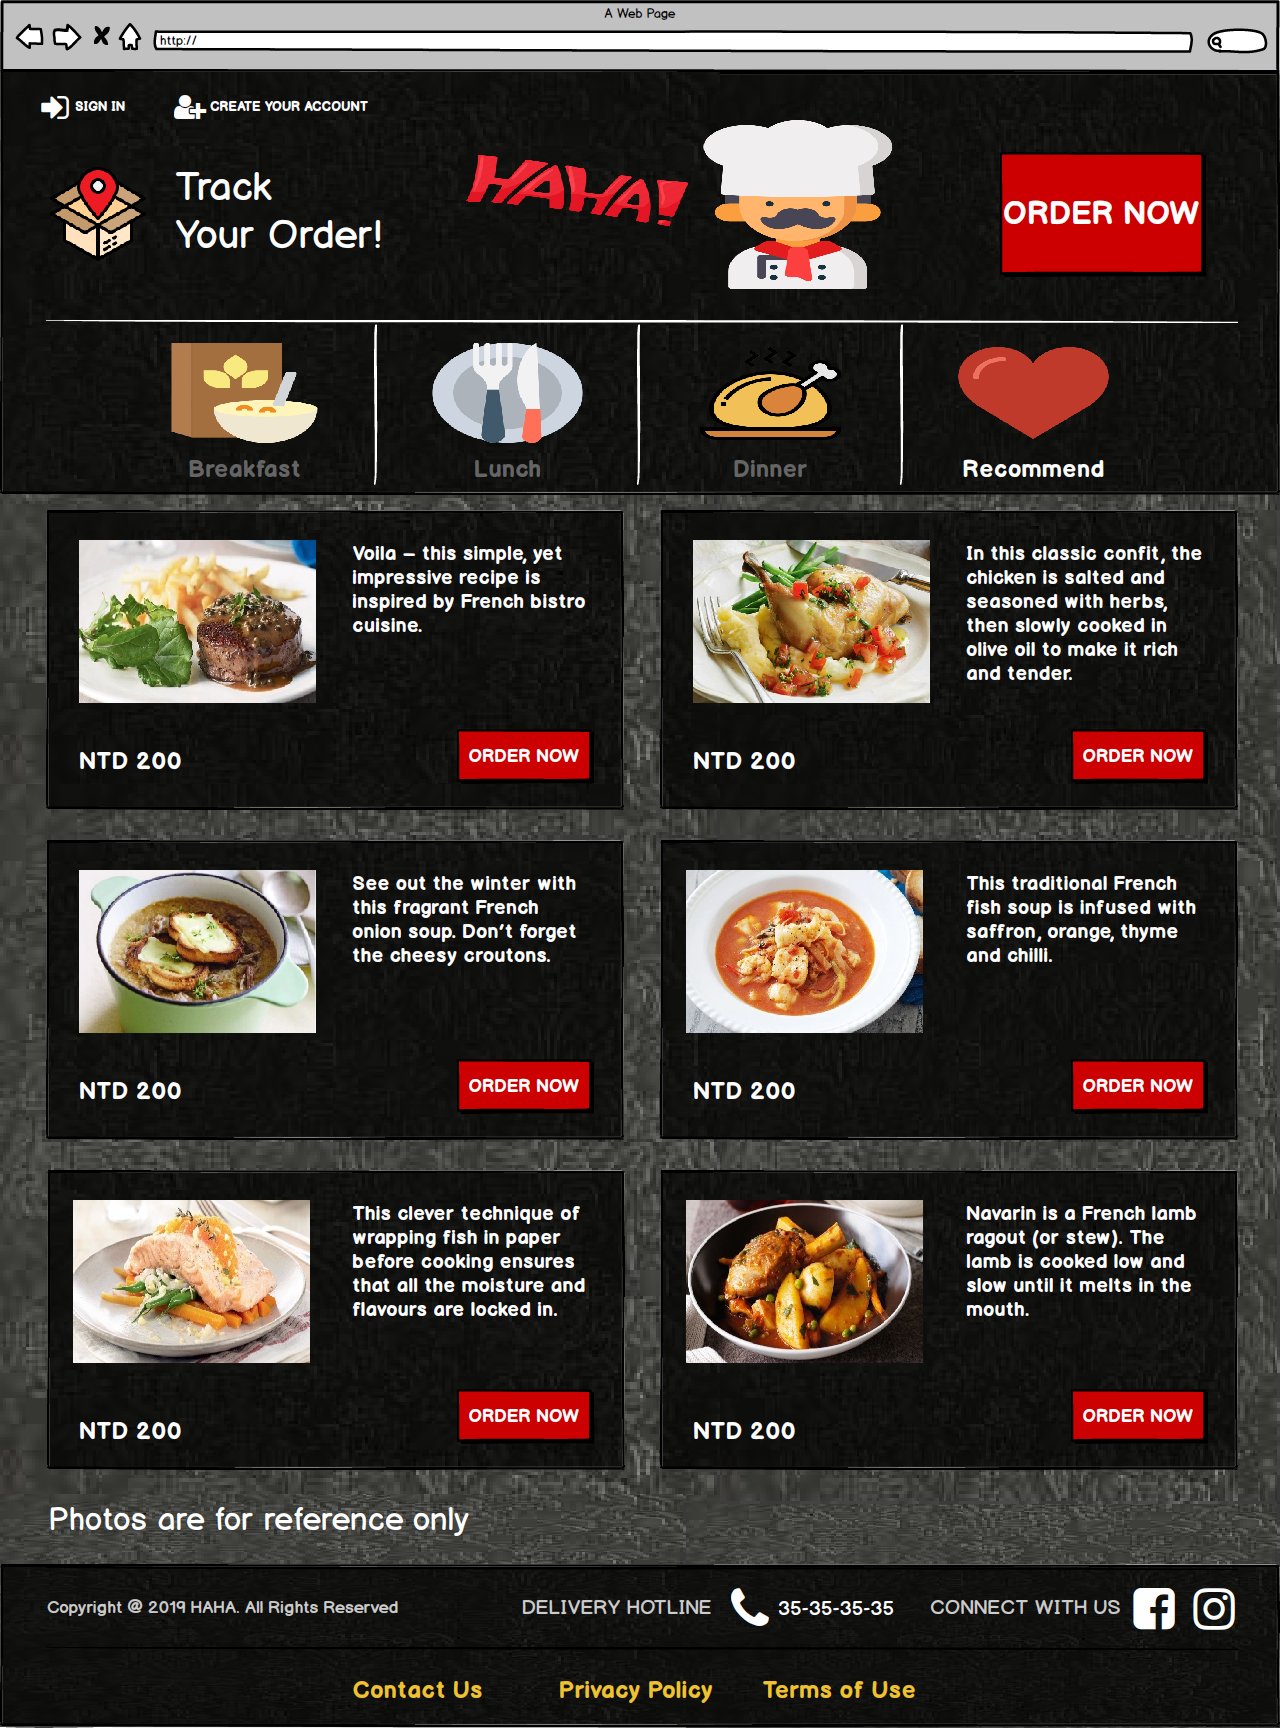 A Web Page
http://
SIGN IN
CREATE YOUR ACCOUNT
Track
Your Order!
HAHA!
ORDER NOW
Breakfast
Lunch
Dinner
Recommend
Voila – this simple, yet
impressive recipe is
inspired by French bistro
cuisine.
NTD 200
ORDER NOW
In this classic confit, the
chicken is salted and
seasoned with herbs,
then slowly cooked in
olive oil to make it rich
and tender.
NTD 200
ORDER NOW
See out the winter with
this fragrant French
onion soup. Don't forget
the cheesy croutons.
NTD 200
ORDER NOW
This traditional French
fish soup is infused with
saffron, orange, thyme
and chilli.
NTD 200
ORDER NOW
This clever technique of
wrapping fish in paper
before cooking ensures
that all the moisture and
flavours are locked in.
NTD 200
ORDER NOW
Navarin is a French lamb
ragout (or stew). The
lamb is cooked low and
slow until it melts in the
mouth.
NTD 200
ORDER NOW
Photos are for reference only
Copyright @ 2019 HAHA. All Rights Reserved
DELIVERY HOTLINE
35-35-35-35
CONNECT WITH US
Contact Us
Privacy Policy
Terms of Use